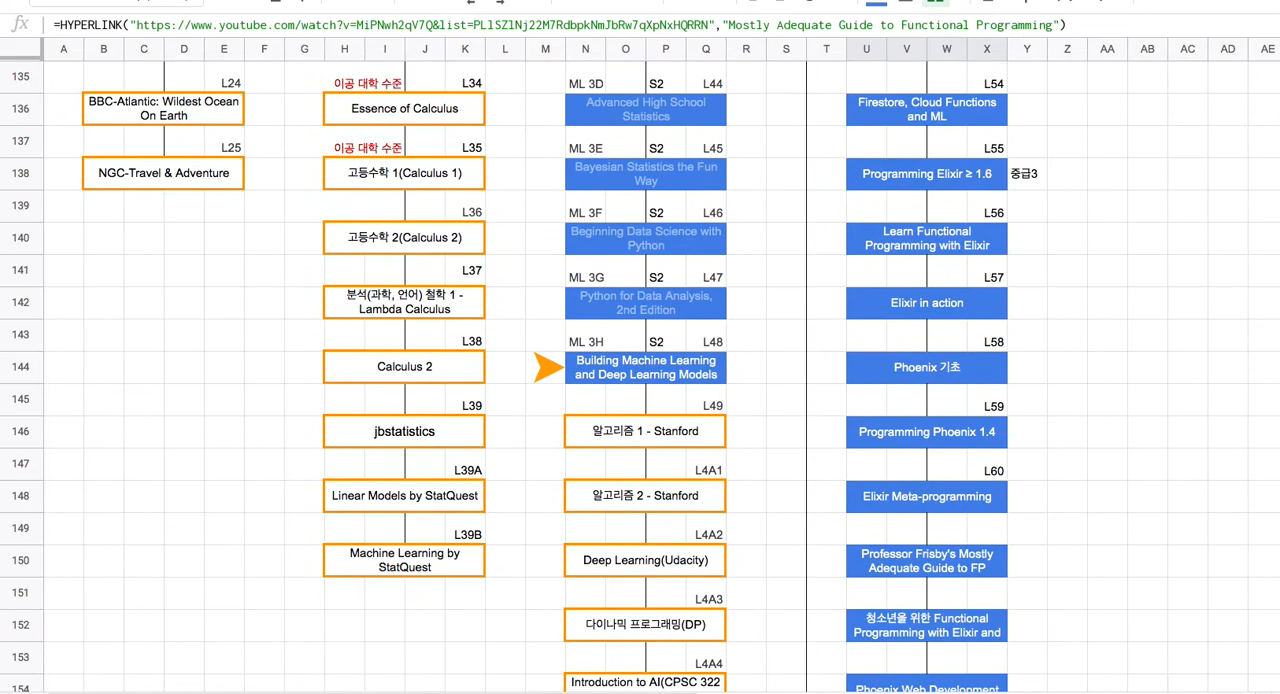 fx =HYPERLINK("https://www.youtube.com/watch?v=MiPNwh2qV7Q&list=PLlSZlNj22M7RdbpkNmJbRw7qXpNxHQRRN","Mostly Adequate Guide to Functional Programming")
A B C D E F G H I J K L M N O P Q R S T U V W X Y Z AA AB AC AD AE
135 L24 이공 대학 수준 L34 ML 3D S2 L44 L54
136
BBC-Atlantic: Wildest Ocean
On Earth
Essence of Calculus
Advanced High School
Statistics
Firestore, Cloud Functions
and ML
137 L25 이공 대학 수준 L35 ML 3E S2 L45 L55
138
NGC-Travel & Adventure
고등수학 1(Calculus 1)
Bayesian Statistics the Fun
Way
Programming Elixir ≥ 1.6
중급3
139 L36 ML 3F S2 L46 L56
140
고등수학 2(Calculus 2)
Beginning Data Science with
Python
Learn Functional
Programming with Elixir
141 L37 ML 3G S2 L47 L57
142
분석(과학, 언어) 철학 1 -
Lambda Calculus
Python for Data Analysis,
2nd Edition
Elixir in action
143 L38 ML 3H S2 L48 L58
144
Calculus 2
Building Machine Learning
and Deep Learning Models
Phoenix 기초
145 L39 L49 L59
146
jbstatistics
알고리즘 1 - Stanford
Programming Phoenix 1.4
147 L39A L4A1 L60
148
Linear Models by StatQuest
알고리즘 2 - Stanford
Elixir Meta-programming
149 L39B L4A2
150
Machine Learning by
StatQuest
Deep Learning(Udacity)
Professor Frisby's Mostly
Adequate Guide to FP
151 L4A3
152
다이나믹 프로그래밍(DP)
청소년을 위한 Functional
Programming with Elixir and
153 L4A4
154
Introduction to AI(CPSC 322
Phoenix Web Development